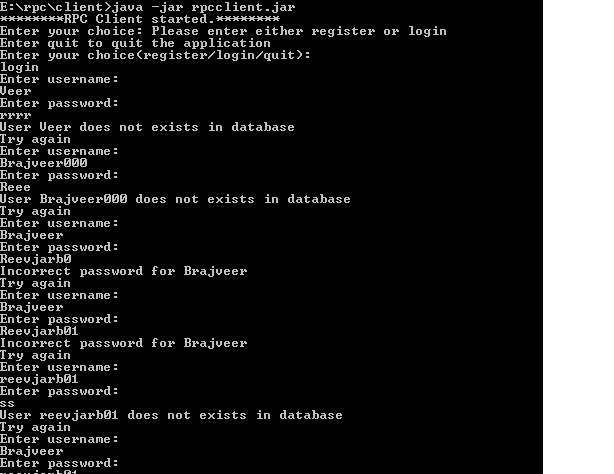 E:\rpc\client>java -jar rpcclient.jar
********RPC Client started.********
Enter your choice: Please enter either register or login
Enter quit to quit the application
Enter your choice(register/login/quit):
login
Enter username:
Veer
Enter password:
rrrr
User Veer does not exists in database
Try again
Enter username:
Brajveer000
Enter password:
Reee
User Brajveer000 does not exists in database
Try again
Enter username:
Brajveer
Enter password:
Reevjarb0
Incorrect password for Brajveer
Try again
Enter username:
Brajveer
Enter password:
Reevjarb01
Incorrect password for Brajveer
Try again
Enter username:
reevjarb01
Enter password:
ss
User reevjarb01 does not exists in database
Try again
Enter username:
Brajveer
Enter password: